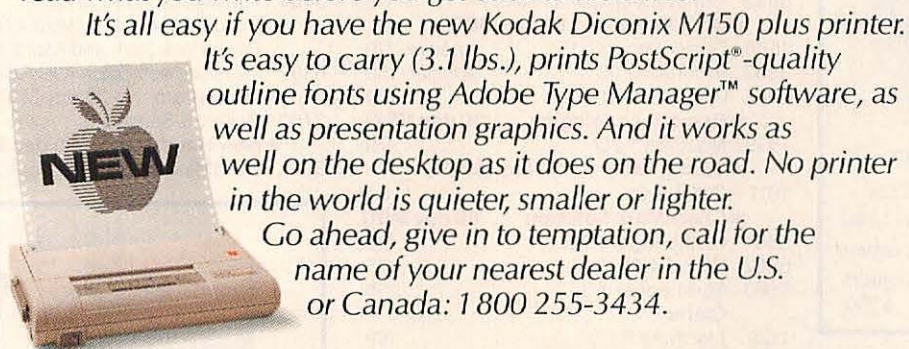 It's all easy if you have the new Kodak Diconix M150 plus printer.
It's easy to carry (3.1 lbs.), prints PostScript®-quality
outline fonts using Adobe Type Manager™ software, as
well as presentation graphics. And it works as
well on the desktop as it does on the road. No printer
in the world is quieter, smaller or lighter.
Go ahead, give in to temptation, call for the
name of your nearest dealer in the U.S.
or Canada: 1 800 255-3434.
NEW